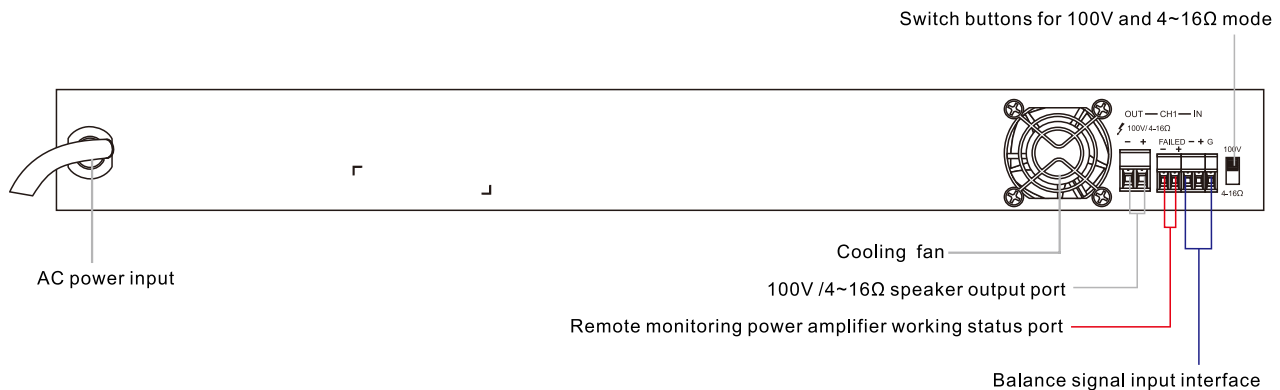 Switch buttons for 100V and 4~16Ω mode
OUT — CH1 — IN
100V/4-16Ω
- + FAILED - + G
- +
100V
4-16Ω
Cooling fan
AC power input
100V /4~16Ω speaker output port
Remote monitoring power amplifier working status port
Balance signal input interface